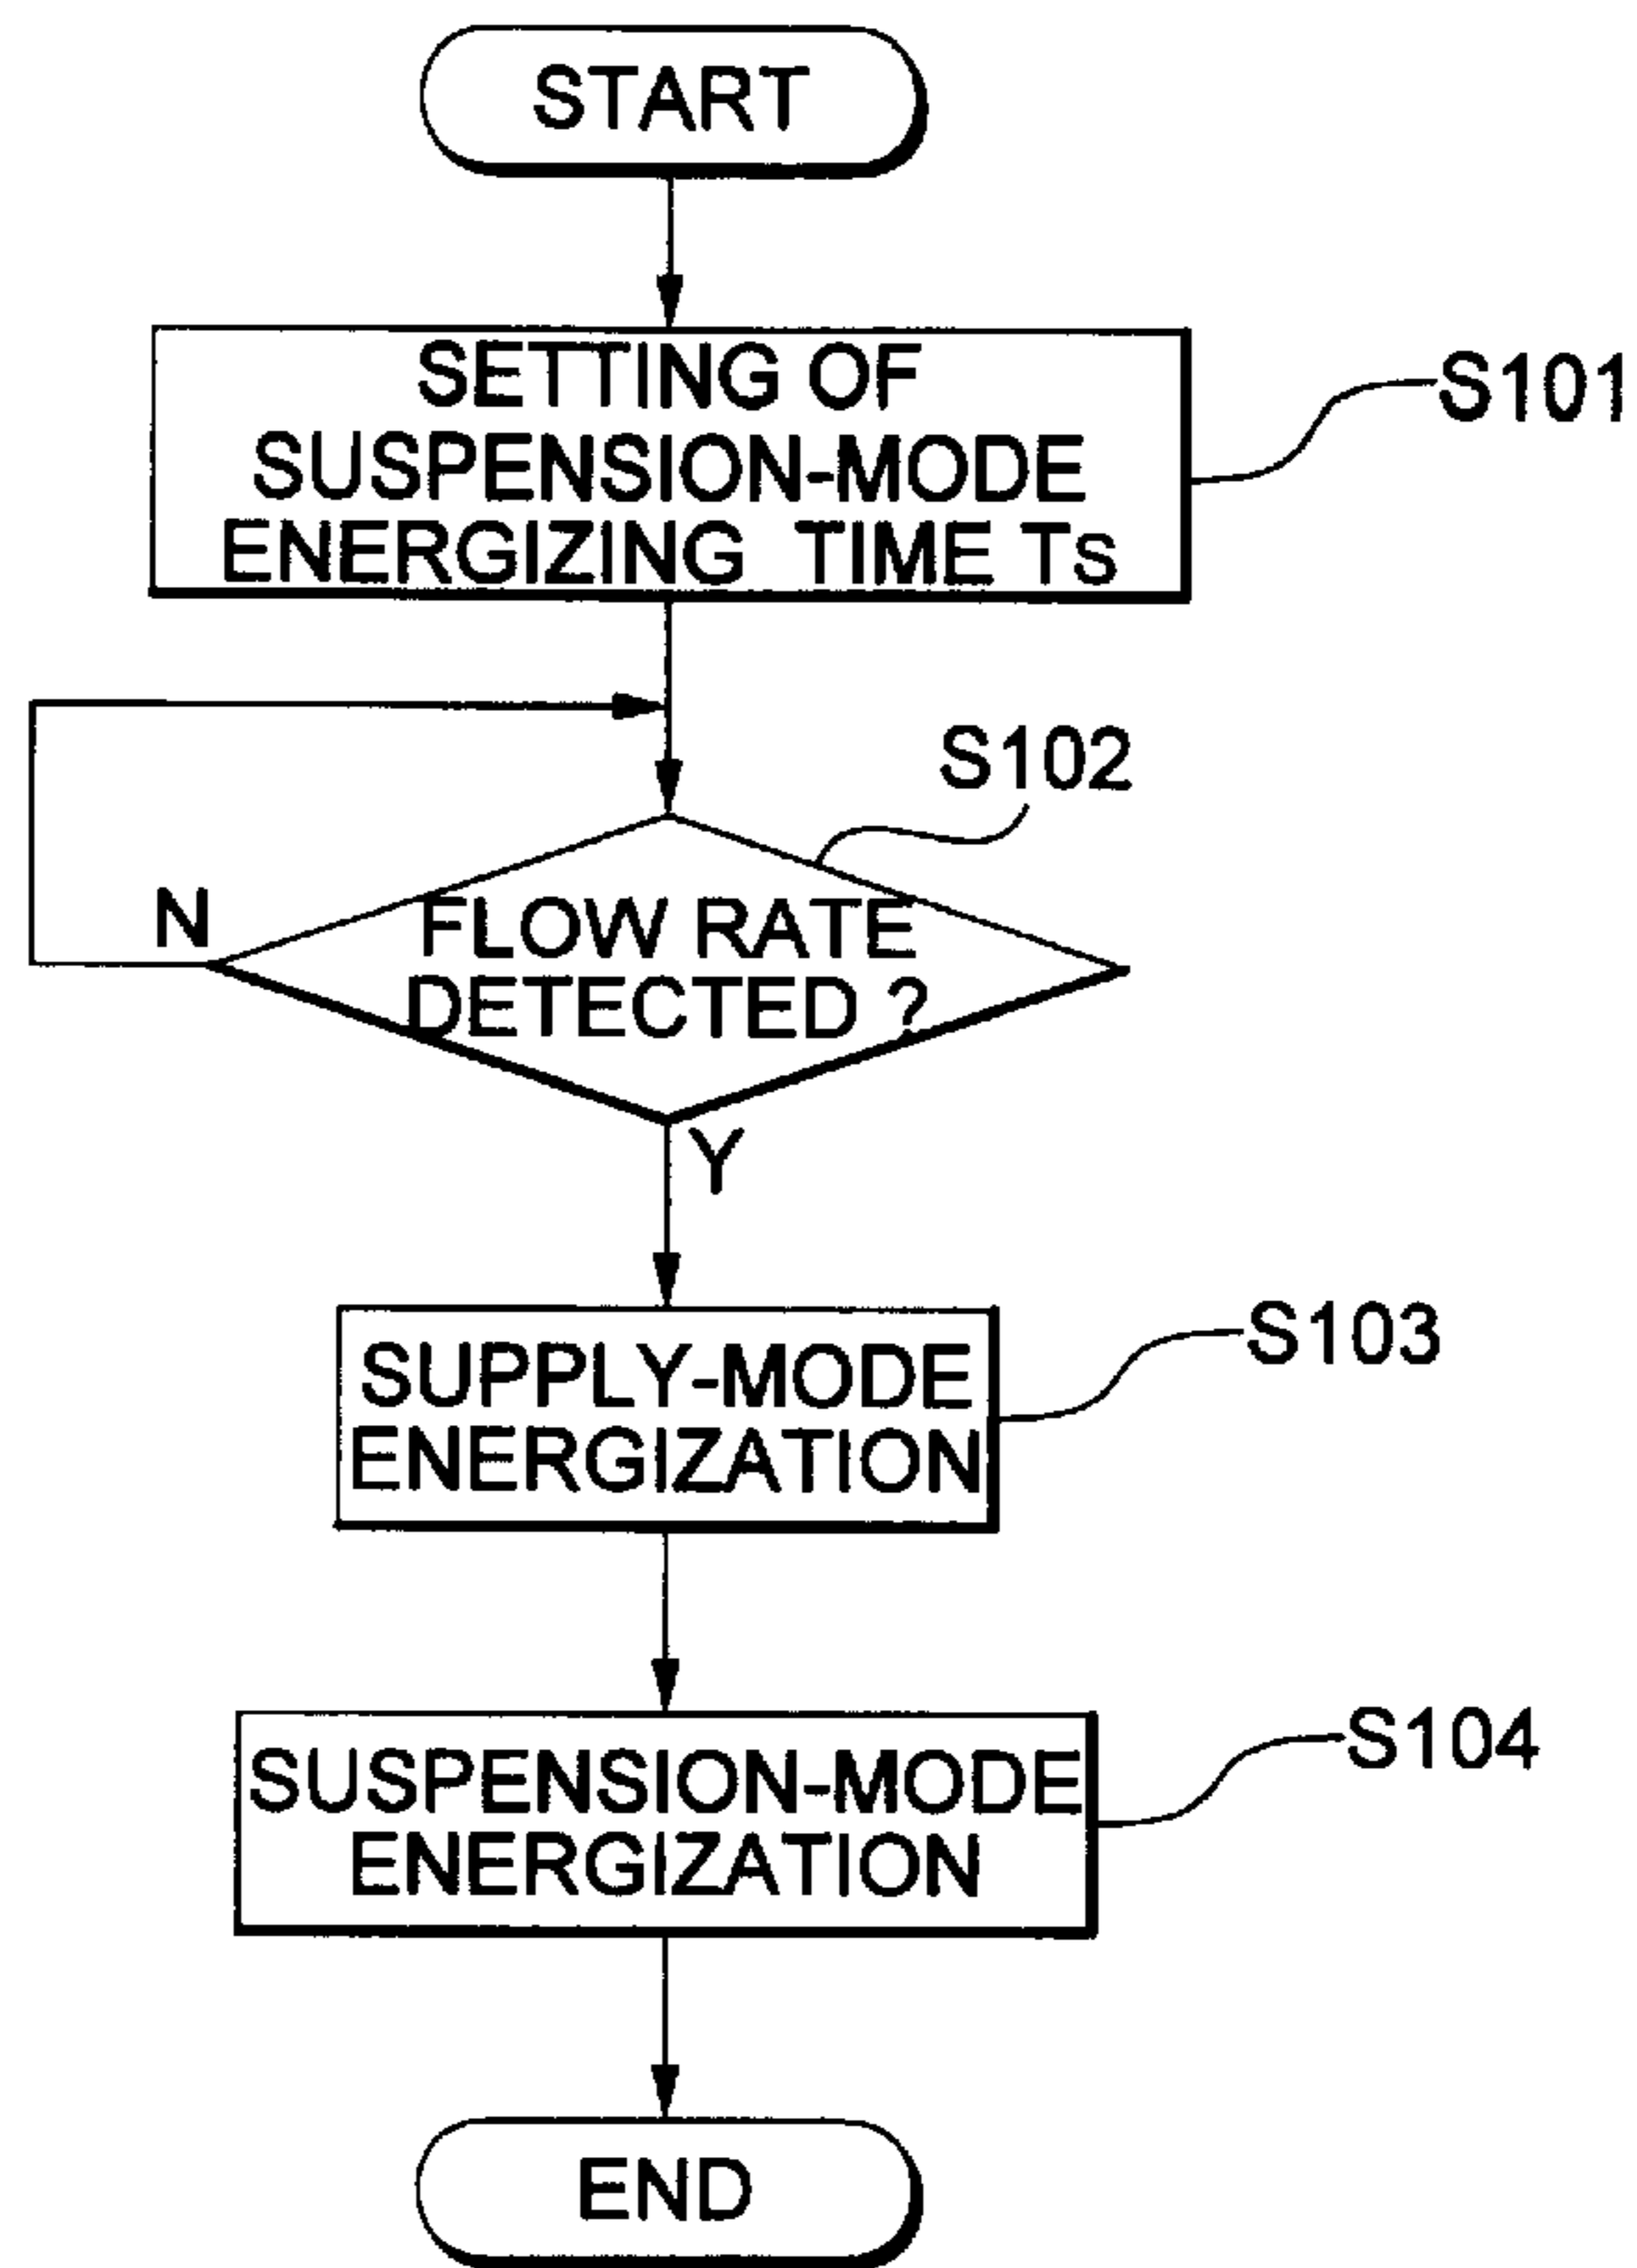 START
SETTING OF
SUSPENSION-MODE
ENERGIZING TIME Ts
S101
S102
N
FLOW RATE
DETECTED ?
Y
SUPPLY-MODE
ENERGIZATION
S103
SUSPENSION-MODE
ENERGIZATION
S104
END